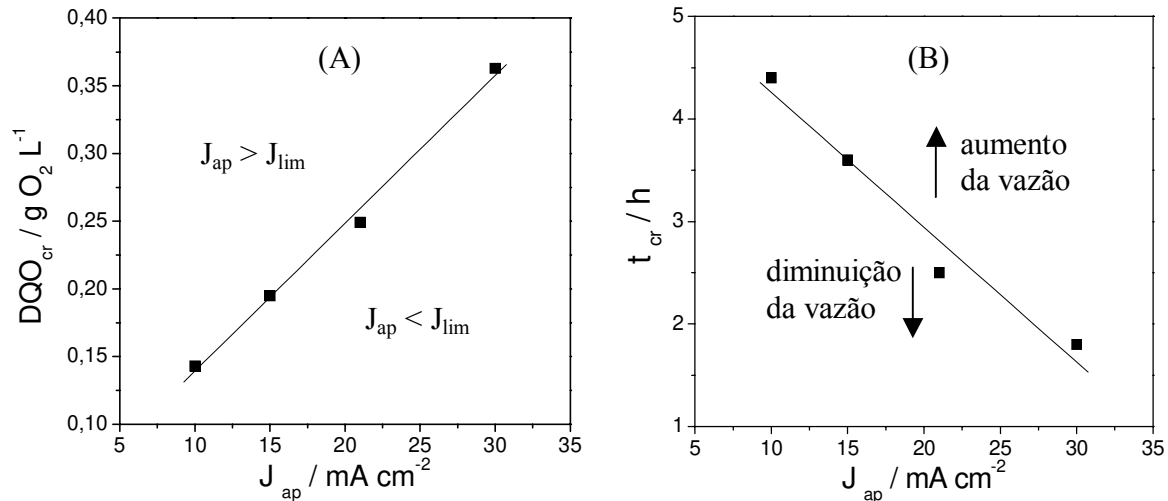 (A)
0,40
0,35
0,30
0,25
0,20
0,15
0,10
DQO_cr / g O₂ L⁻¹
J_ap > J_lim
J_ap < J_lim
5 10 15 20 25 30 35
J_ap / mA cm⁻²
(B)
5
4
3
2
1
t_cr / h
aumento
da vazão
diminuição
da vazão
5 10 15 20 25 30 35
J_ap / mA cm⁻²